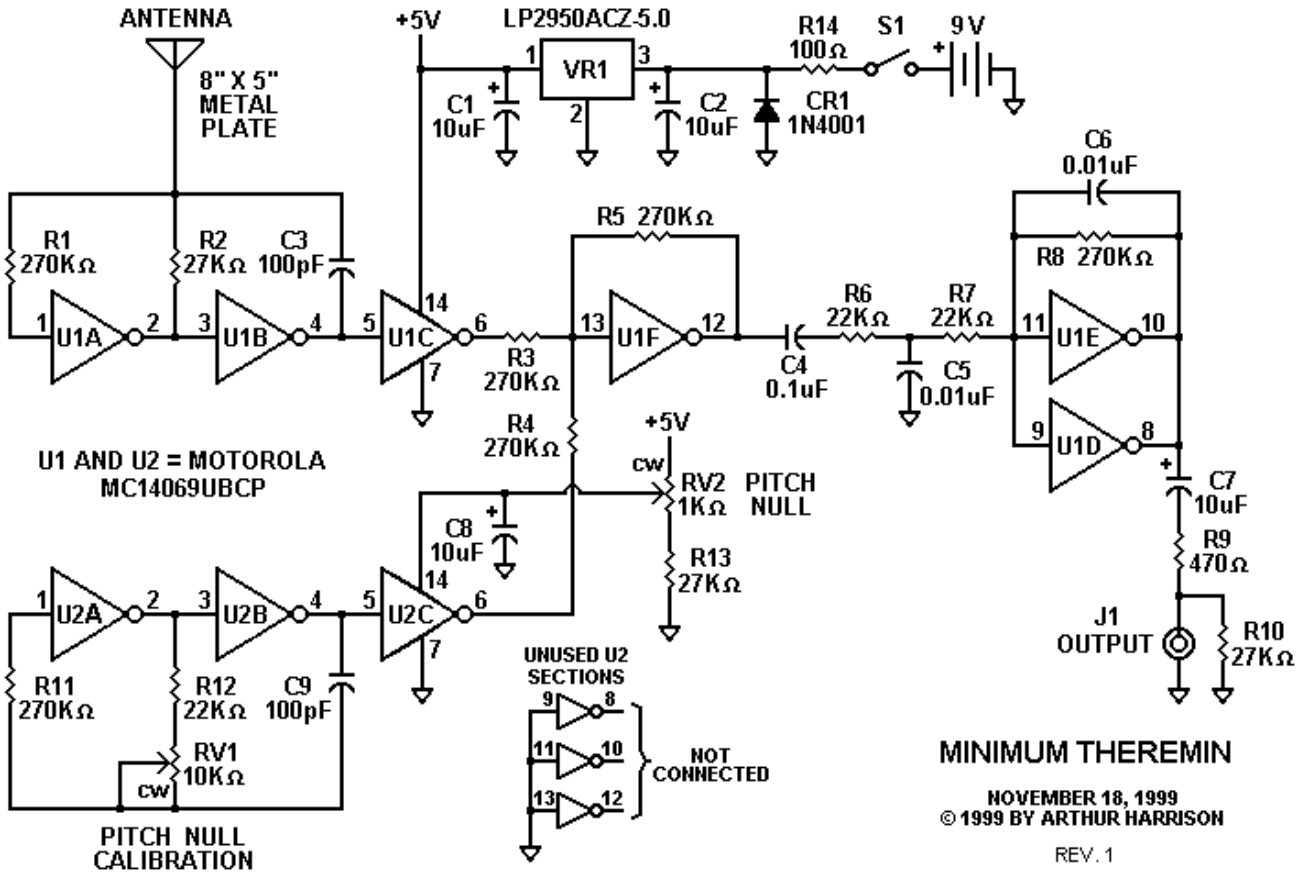 ANTENNA
8" X 5"
METAL
PLATE
+5V
LP2950ACZ-5.0
1
VR1
3
2
C1
10uF
+
C2
10uF
+
CR1
1N4001
R14
100Ω
S1
9V
+
R1
270KΩ
R2
27KΩ
C3
100pF
1
U1A
2
3
U1B
4
5
U1C
14
6
7
R3
270KΩ
R4
270KΩ
R5 270KΩ
13
U1F
12
C4
0.1uF
R6
22KΩ
C5
0.01uF
R7
22KΩ
C6
0.01uF
R8 270KΩ
11
U1E
10
9
U1D
8
+
C7
10uF
R9
470Ω
J1
OUTPUT
R10
27KΩ
U1 AND U2 = MOTOROLA
MC14069UBCP
+5V
CW
RV2 PITCH
1KΩ NULL
R13
27KΩ
+
C8
10uF
1
U2A
2
3
U2B
4
5
U2C
14
6
7
R11
270KΩ
R12
22KΩ
C9
100pF
RV1
10KΩ
CW
PITCH NULL
CALIBRATION
UNUSED U2
SECTIONS
9
8
11
10
13
12
NOT
CONNECTED
MINIMUM THEREMIN
NOVEMBER 18, 1999
© 1999 BY ARTHUR HARRISON
REV. 1